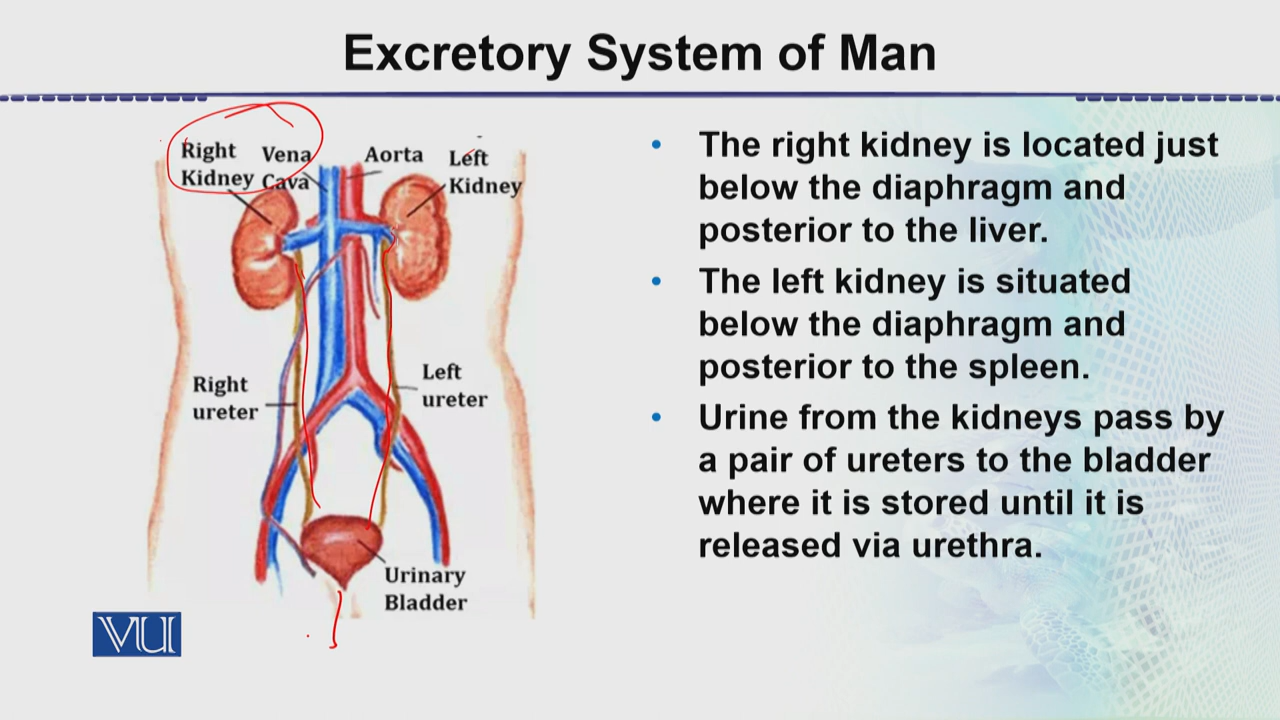 Excretory System of Man
Right
Kidney
Vena
Cava
Aorta
Left
Kidney
Right
ureter
Left
ureter
Urinary
Bladder
VU
• The right kidney is located just
below the diaphragm and
posterior to the liver.
• The left kidney is situated
below the diaphragm and
posterior to the spleen.
• Urine from the kidneys pass by
a pair of ureters to the bladder
where it is stored until it is
released via urethra.